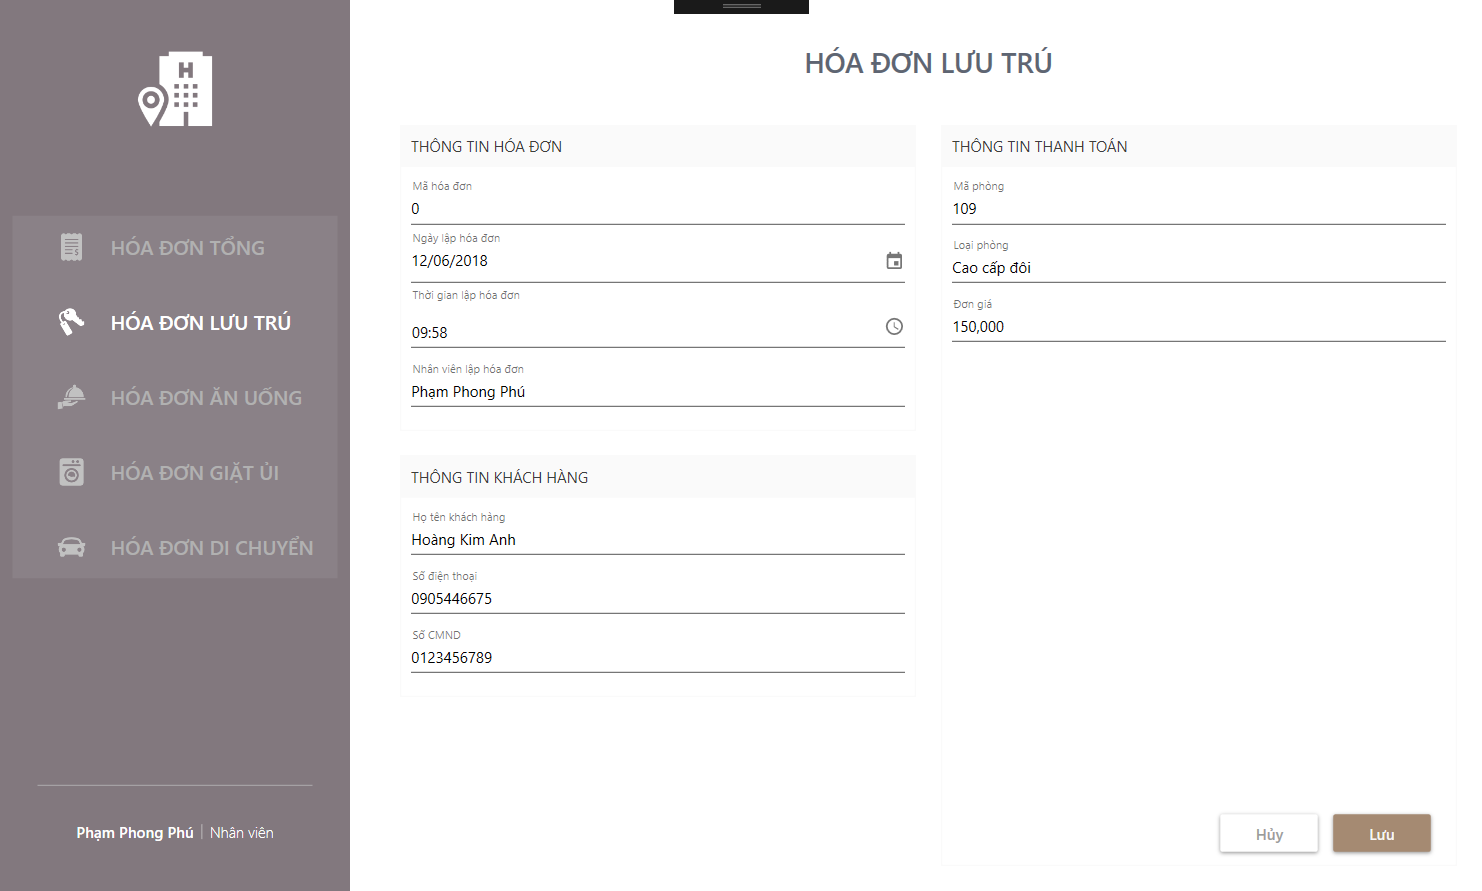 H
HÓA ĐƠN TỔNG
HÓA ĐƠN LƯU TRÚ
HÓA ĐƠN ĂN UỐNG
HÓA ĐƠN GIẶT ỦI
HÓA ĐƠN DI CHUYỂN
Phạm Phong Phú | Nhân viên
HÓA ĐƠN LƯU TRÚ
THÔNG TIN HÓA ĐƠN
Mã hóa đơn
0
Ngày lập hóa đơn
12/06/2018
Thời gian lập hóa đơn
09:58
Nhân viên lập hóa đơn
Phạm Phong Phú
THÔNG TIN KHÁCH HÀNG
Họ tên khách hàng
Hoàng Kim Anh
Số điện thoại
0905446675
Số CMND
0123456789
THÔNG TIN THANH TOÁN
Mã phòng
109
Loại phòng
Cao cấp đôi
Đơn giá
150,000
Hủy
Lưu